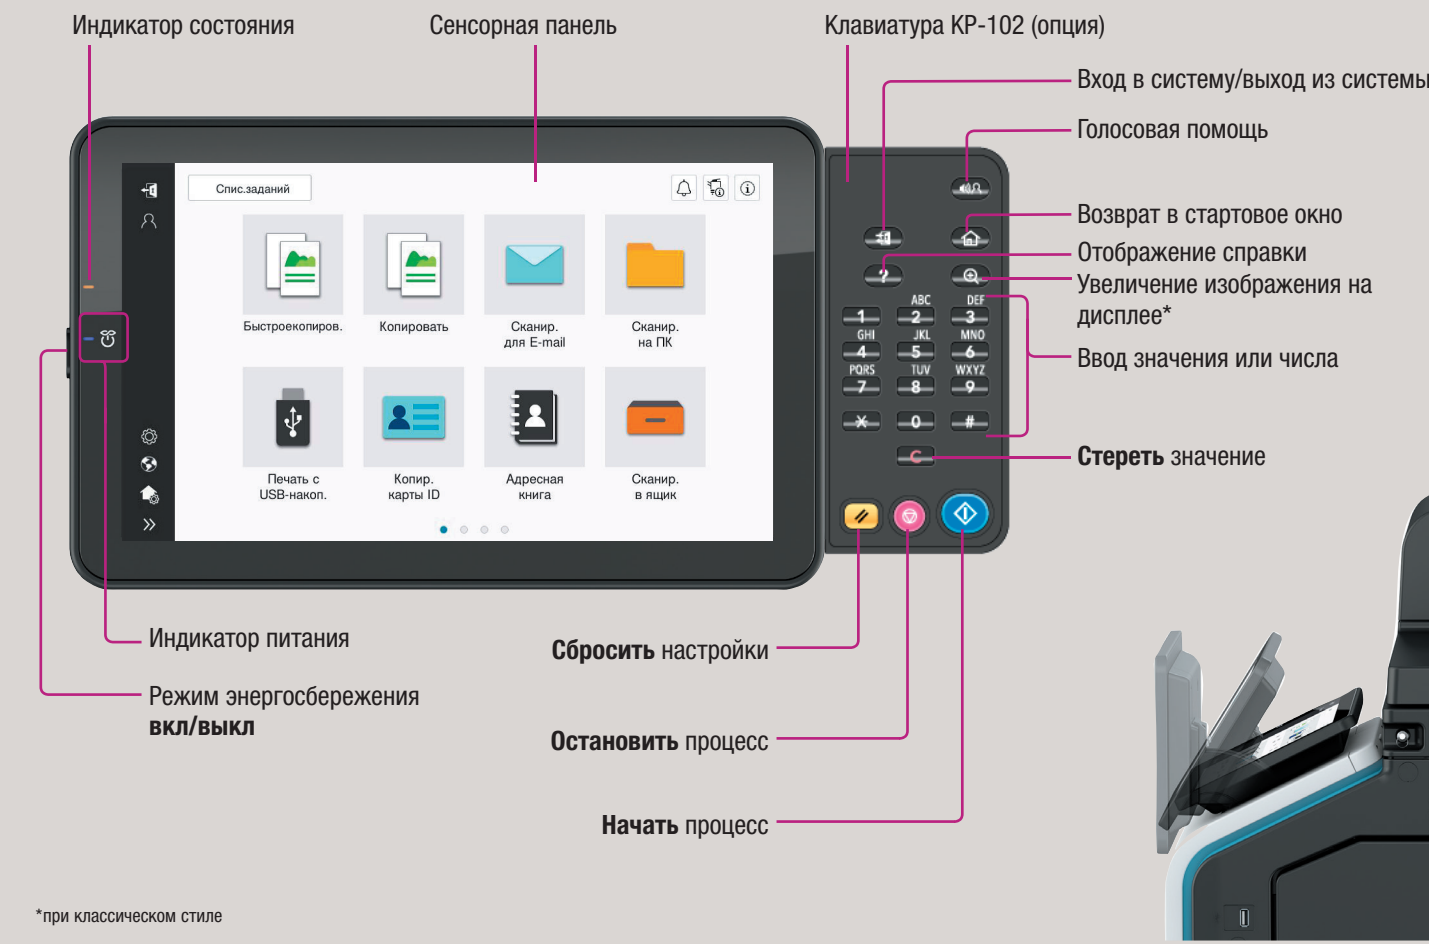 Индикатор состояния
Сенсорная панель
Клавиатура KP-102 (опция)
Вход в систему/выход из системы
Голосовая помощь
Возврат в стартовое окно
Отображение справки
Увеличение изображения на
дисплее*
Ввод значения или числа
Стереть значение
Спис.заданий
Быстроекопиров.
Копировать
Сканир.
для E-mail
Сканир.
на ПК
Печать с
USB-накоп.
Копир.
карты ID
Адресная
книга
Сканир.
в ящик
?
ABC DEF
1 2 3
GHI JKL MNO
4 5 6
PQRS TUV WXYZ
7 8 9
* 0 #
C
Индикатор питания
Режим энергосбережения
вкл/выкл
Сбросить настройки
Остановить процесс
Начать процесс
*при классическом стиле